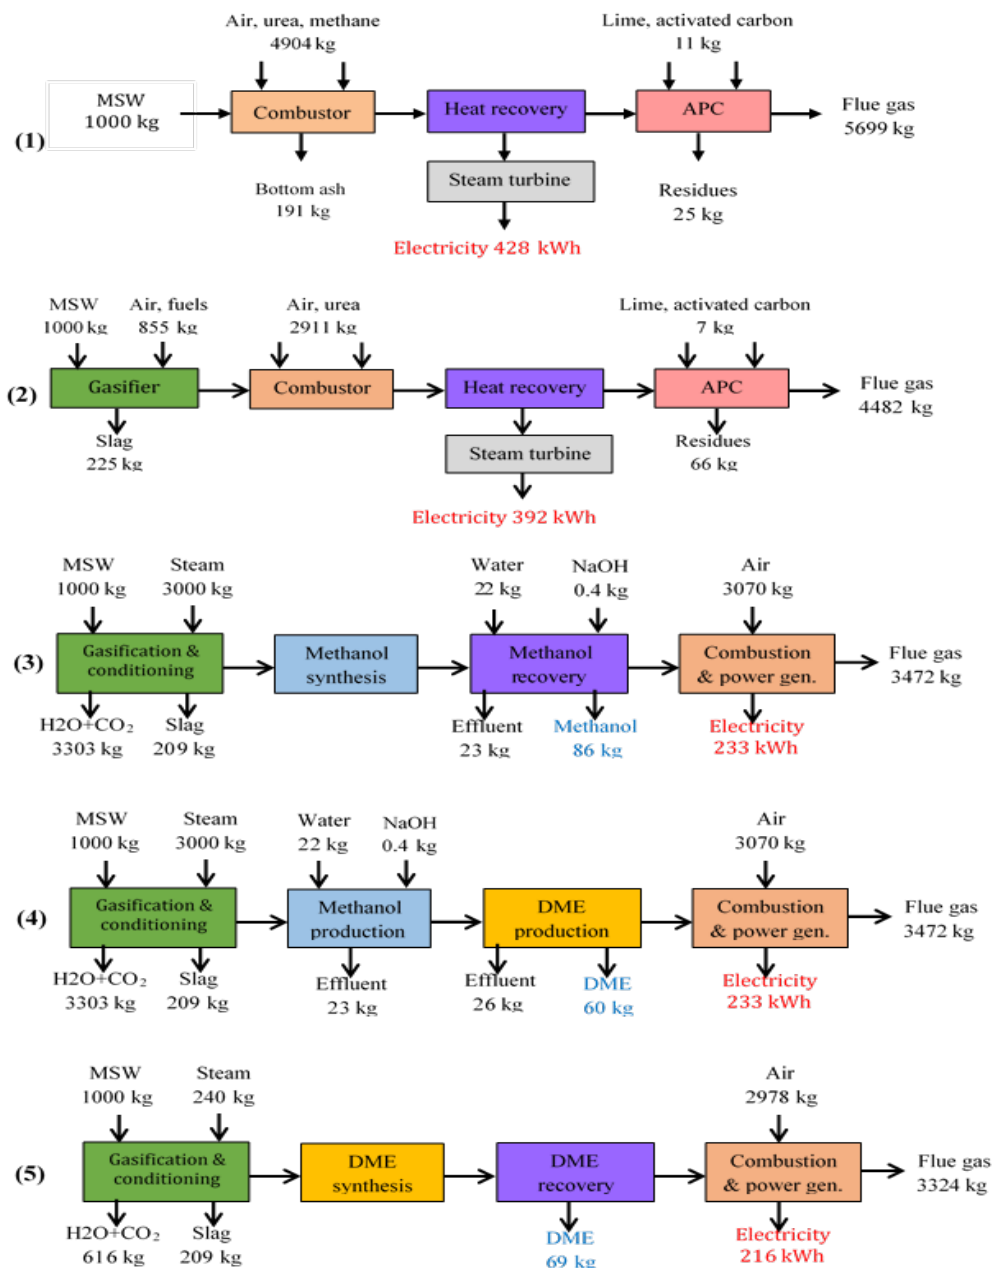 Air, urea, methane
4904 kg
Lime, activated carbon
11 kg
MSW
1000 kg
Combustor
Heat recovery
APC
Flue gas
5699 kg
(1)
Steam turbine
Bottom ash
191 kg
Residues
25 kg
Electricity 428 kWh
MSW
1000 kg
Air, fuels
855 kg
Air, urea
2911 kg
Lime, activated carbon
7 kg
(2)
Gasifier
Combustor
Heat recovery
APC
Flue gas
4482 kg
Slag
225 kg
Steam turbine
Residues
66 kg
Electricity 392 kWh
MSW
1000 kg
Steam
3000 kg
Water
22 kg
NaOH
0.4 kg
Air
3070 kg
(3)
Gasification &
conditioning
Methanol
synthesis
Methanol
recovery
Combustion
& power gen.
Flue gas
3472 kg
H2O+CO₂
3303 kg
Slag
209 kg
Effluent
23 kg
Methanol
86 kg
Electricity
233 kWh
MSW
1000 kg
Steam
3000 kg
Water
22 kg
NaOH
0.4 kg
Air
3070 kg
(4)
Gasification &
conditioning
Methanol
production
DME
production
Combustion
& power gen.
Flue gas
3472 kg
H2O+CO₂
3303 kg
Slag
209 kg
Effluent
23 kg
Effluent
26 kg
DME
60 kg
Electricity
233 kWh
MSW
1000 kg
Steam
240 kg
Air
2978 kg
(5)
Gasification &
conditioning
DME
synthesis
DME
recovery
Combustion
& power gen.
Flue gas
3324 kg
H2O+CO₂
616 kg
Slag
209 kg
DME
69 kg
Electricity
216 kWh